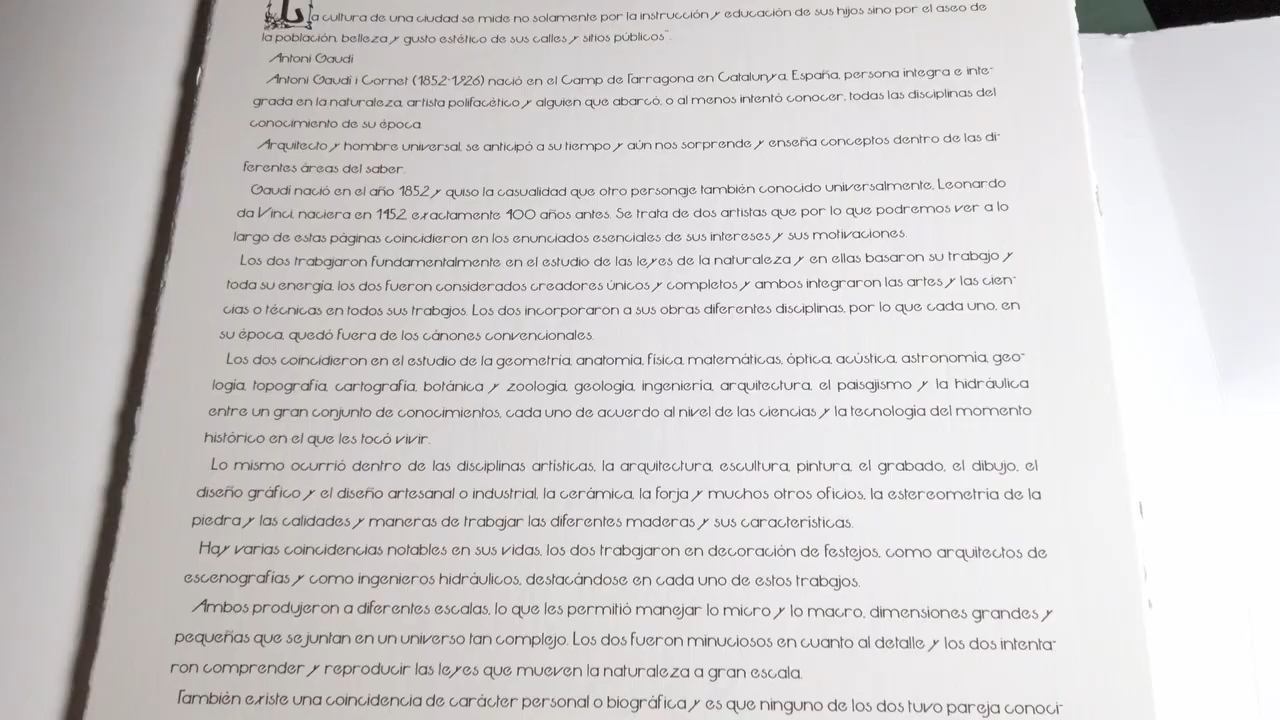 La cultura de una ciudad se mide no solamente por la instrucción y educación de sus hijos sino por el aseo de
la población, belleza y gusto estético de sus calles y sitios públicos".
Antoni Gaudí
Antoni Gaudí i Cornet (1852-1926) nació en el Camp de Tarragona en Catalunya, España, persona íntegra e inte-
grada en la naturaleza, artista polifacético y alguien que abarcó, o al menos intentó conocer, todas las disciplinas del
conocimiento de su época.
Arquitecto y hombre universal, se anticipó a su tiempo y aún nos sorprende y enseña conceptos dentro de las di-
ferentes áreas del saber.
Gaudí nació en el año 1852 y quiso la casualidad que otro personaje también conocido universalmente, Leonardo
da Vinci, naciera en 1452, exactamente 400 años antes. Se trata de dos artistas que por lo que podremos ver a lo
largo de estas páginas coincidieron en los enunciados esenciales de sus intereses y sus motivaciones.
Los dos trabajaron fundamentalmente en el estudio de las leyes de la naturaleza y en ellas basaron su trabajo y
toda su energía, los dos fueron considerados creadores únicos y completos y ambos integraron las artes y las cien-
cias o técnicas en todos sus trabajos. Los dos incorporaron a sus obras diferentes disciplinas, por lo que cada uno, en
su época, quedó fuera de los cánones convencionales.
Los dos coincidieron en el estudio de la geometría, anatomía, física, matemáticas, óptica, acústica, astronomía, geo-
logía, topografía, cartografía, botánica y zoología, geología, ingeniería, arquitectura, el paisajismo y la hidráulica
entre un gran conjunto de conocimientos, cada uno de acuerdo al nivel de las ciencias y la tecnología del momento
histórico en el que les tocó vivir.
Lo mismo ocurrió dentro de las disciplinas artísticas, la arquitectura, escultura, pintura, el grabado, el dibujo, el
diseño gráfico y el diseño artesanal o industrial, la cerámica, la forja y muchos otros oficios, la estereometría de la
piedra y las calidades y maneras de trabajar las diferentes maderas y sus características.
Hay varias coincidencias notables en sus vidas, los dos trabajaron en decoración de festejos, como arquitectos de
escenografías y como ingenieros hidráulicos, destacándose en cada uno de estos trabajos.
Ambos produjeron a diferentes escalas, lo que les permitió manejar lo micro y lo macro, dimensiones grandes y
pequeñas que se juntan en un universo tan complejo. Los dos fueron minuciosos en cuanto al detalle y los dos intenta-
ron comprender y reproducir las leyes que mueven la naturaleza a gran escala.
También existe una coincidencia de carácter personal o biográfica y es que ninguno de los dos tuvo pareja conoci-